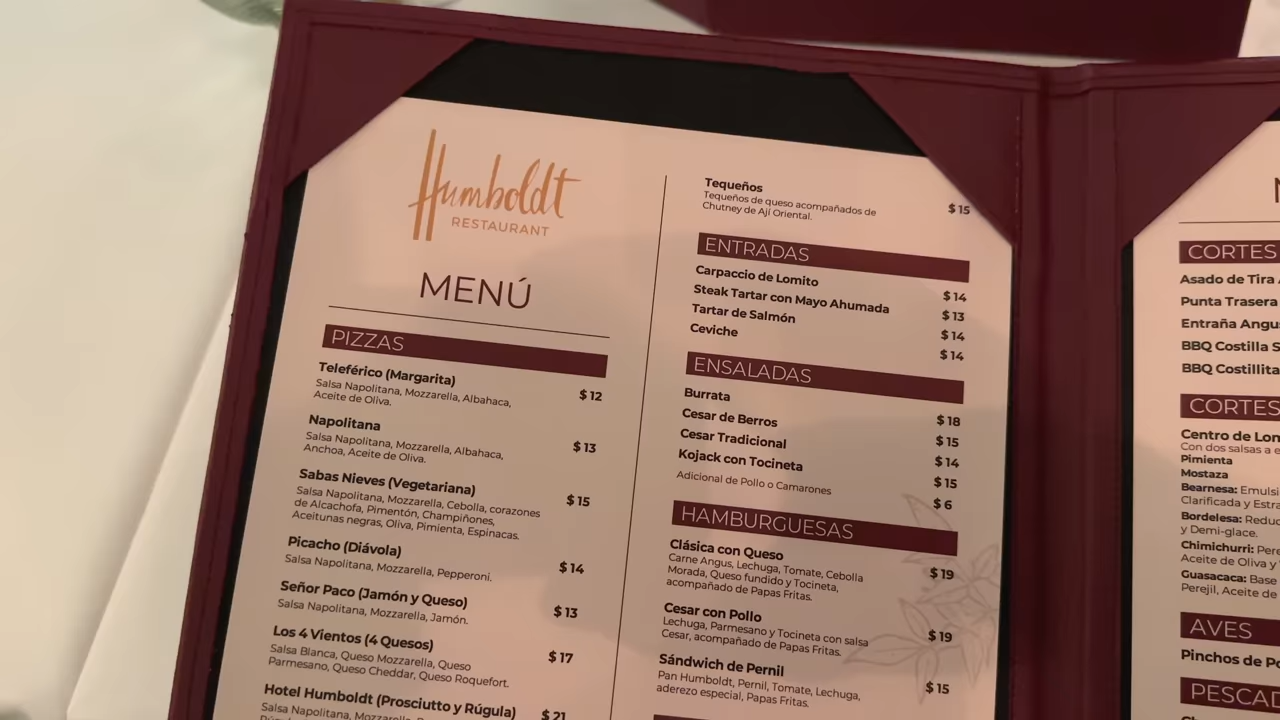 Humboldt
RESTAURANT
MENÚ
PIZZAS
Teleférico (Margarita)
Salsa Napolitana, Mozzarella, Albahaca,
Aceite de Oliva.
$ 12
Napolitana
Salsa Napolitana, Mozzarella, Albahaca,
Anchoa, Aceite de Oliva.
$ 13
Sabas Nieves (Vegetariana)
Salsa Napolitana, Mozzarella, Cebolla, corazones
de Alcachofa, Pimentón, Champiñones,
Aceitunas negras, Oliva, Pimienta, Espinacas.
$ 15
Picacho (Diávola)
Salsa Napolitana, Mozzarella, Pepperoni.
$ 14
Señor Paco (Jamón y Queso)
Salsa Napolitana, Mozzarella, Jamón.
$ 13
Los 4 Vientos (4 Quesos)
Salsa Blanca, Queso Mozzarella, Queso
Parmesano, Queso Cheddar, Queso Roquefort.
$ 17
Hotel Humboldt (Prosciutto y Rúgula)
Salsa Napolitana,
$ 21
Tequeños
Tequeños de queso acompañados de
Chutney de Ají Oriental.
$ 15
ENTRADAS
Carpaccio de Lomito
$ 14
Steak Tartar con Mayo Ahumada
$ 13
Tartar de Salmón
$ 14
Ceviche
$ 14
ENSALADAS
Burrata
$ 18
Cesar de Berros
$ 15
Cesar Tradicional
$ 14
Kojack con Tocineta
$ 15
Adicional de Pollo o Camarones
$ 6
HAMBURGUESAS
Clásica con Queso
Carne Angus, Lechuga, Tomate, Cebolla
Morada, Queso fundido y Tocineta,
acompañado de Papas Fritas.
$ 19
Cesar con Pollo
Lechuga, Parmesano y Tocineta con salsa
Cesar, acompañado de Papas Fritas.
$ 19
Sándwich de Pernil
Pan Humboldt, Pernil, Tomate, Lechuga,
aderezo especial, Papas Fritas.
$ 15
CORTES
Asado de Tira
Punta Trasera
Entraña Angu
BBQ Costilla S
BBQ Costillita
CORTES
Centro de Lom
Con dos salsas a e
Pimienta
Mostaza
Bearnesa: Emulsi
Clarificada y Estra
Bordelesa: Reduc
y Demi-glace.
Chimichurri: Pere
Aceite de Oliva y
Guasacaca: Base
Perejil, Aceite de
AVES
Pinchos de Po
PESCAD